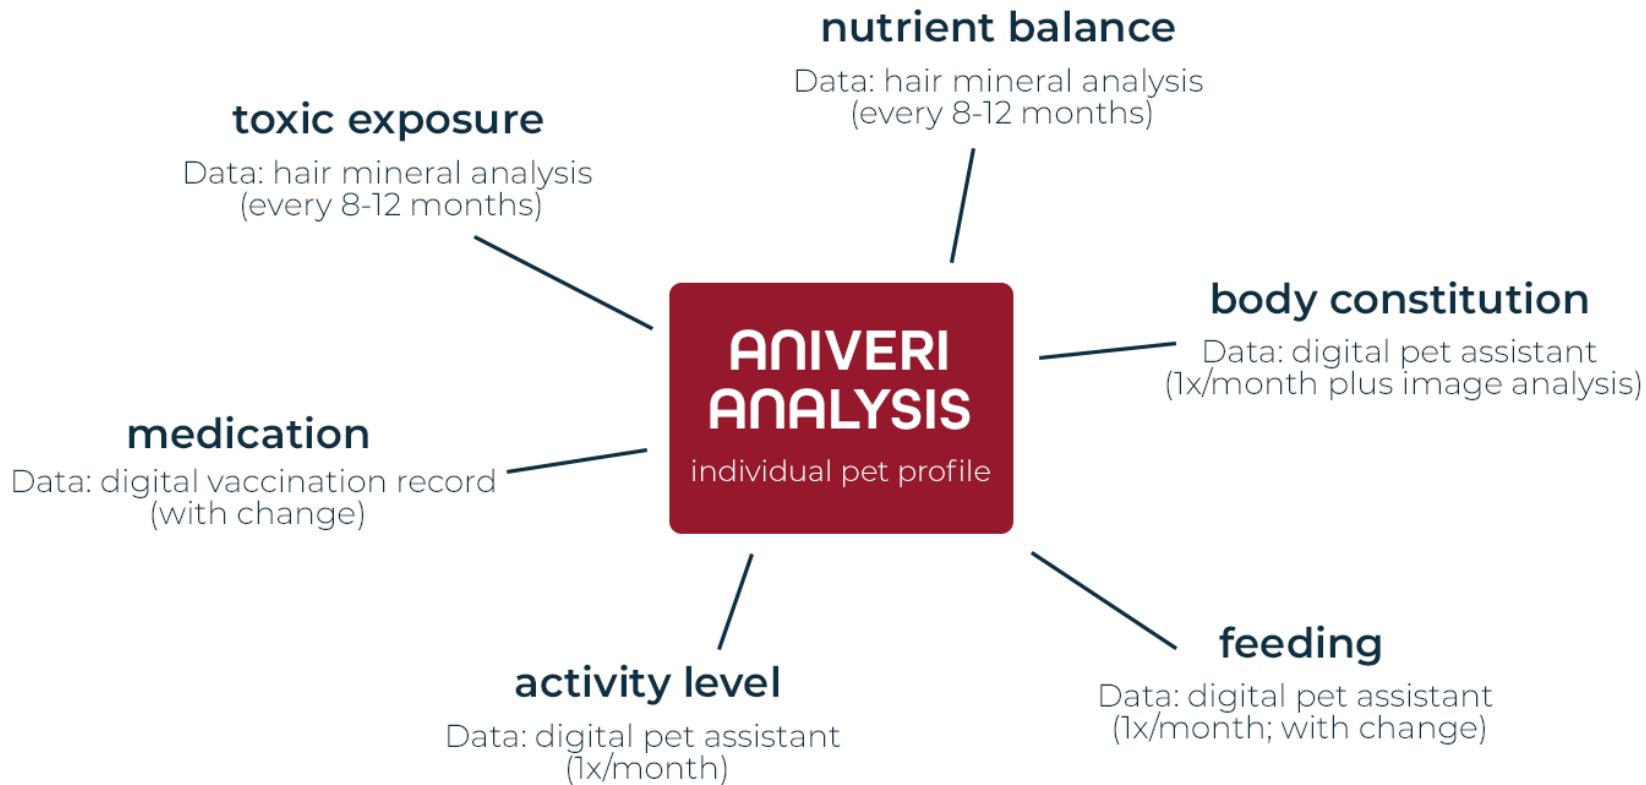 nutrient balance
Data: hair mineral analysis
(every 8-12 months)
toxic exposure
Data: hair mineral analysis
(every 8-12 months)
body constitution
Data: digital pet assistant
(1x/month plus image analysis)
ANIVERI
ANALYSIS
individual pet profile
medication
Data: digital vaccination record
(with change)
feeding
Data: digital pet assistant
(1x/month; with change)
activity level
Data: digital pet assistant
(1x/month)